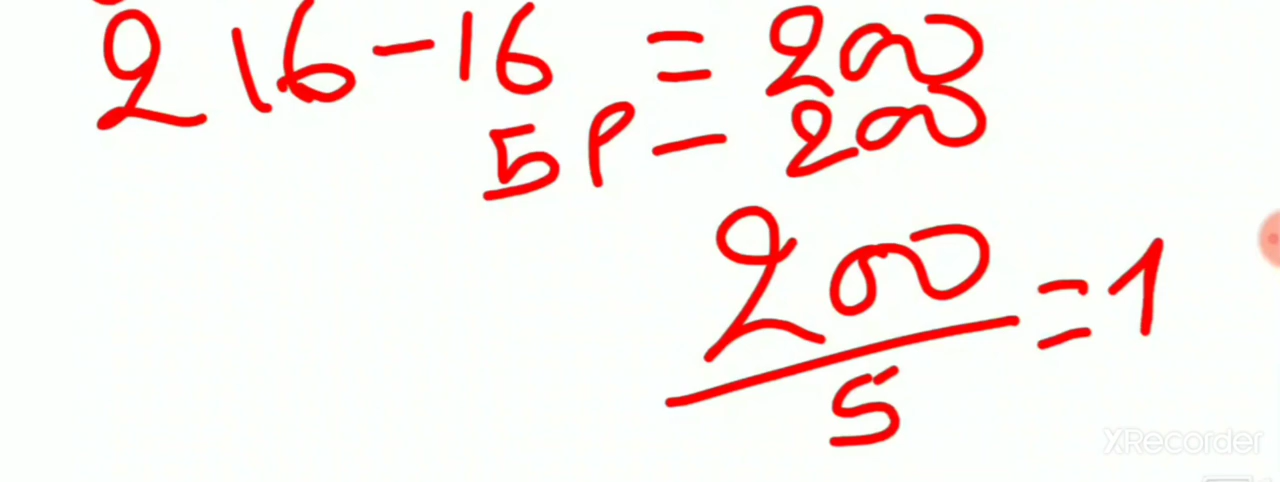 216-16 = 200
5P - 200
200/5 = 1
XRecorder